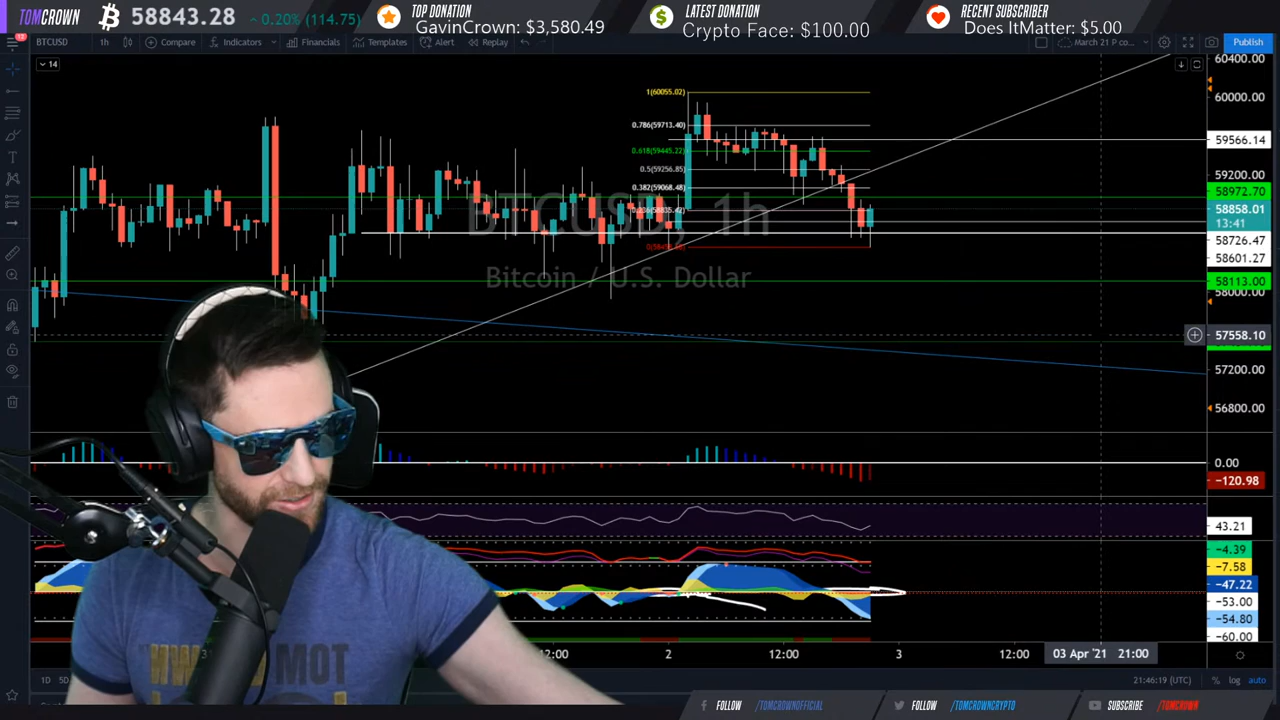 TOMCROWN 58843.28 0.20% (114.75)
TOP DONATION
GavinCrown: $3,580.49
LATEST DONATION
Crypto Face: $100.00
RECENT SUBSCRIBER
Does ItMatter: $5.00
BTCUSD 1h Compare Indicators Financials Templates Alert Replay March 21 P co... Publish
14
60400.00
1(60055.02)
60000.00
0.786(59713.40)
59566.14
0.618(59445.22)
0.5(59256.85)
59200.00
0.382(59068.48)
58972.70
58858.01
13:41
58726.47
58601.27
BTCUSD, 1h
Bitcoin / U.S. Dollar
58113.00
58000.00
57558.10
57200.00
56800.00
0.00
−120.98
43.21
−4.39
−7.58
−47.22
−53.00
−54.80
−60.00
12:00 2 12:00 3 12:00 03 Apr '21 21:00
1D 5D 21:46:19 (UTC) % log auto
MOT
FOLLOW /TOMCROWNOFFICIAL FOLLOW /TOMCROWNCRYPTO SUBSCRIBE /TOMCROWN